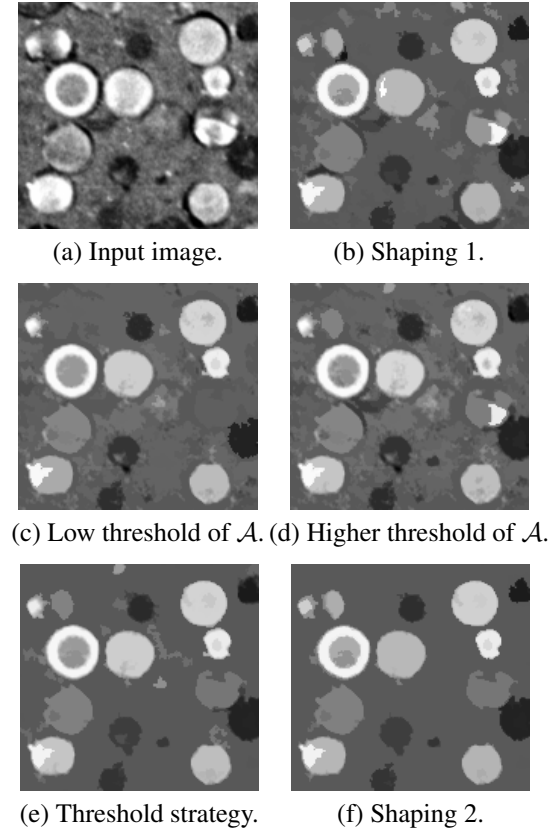 (a) Input image. (b) Shaping 1.
(c) Low threshold of 𝒜. (d) Higher threshold of 𝒜.
(e) Threshold strategy. (f) Shaping 2.